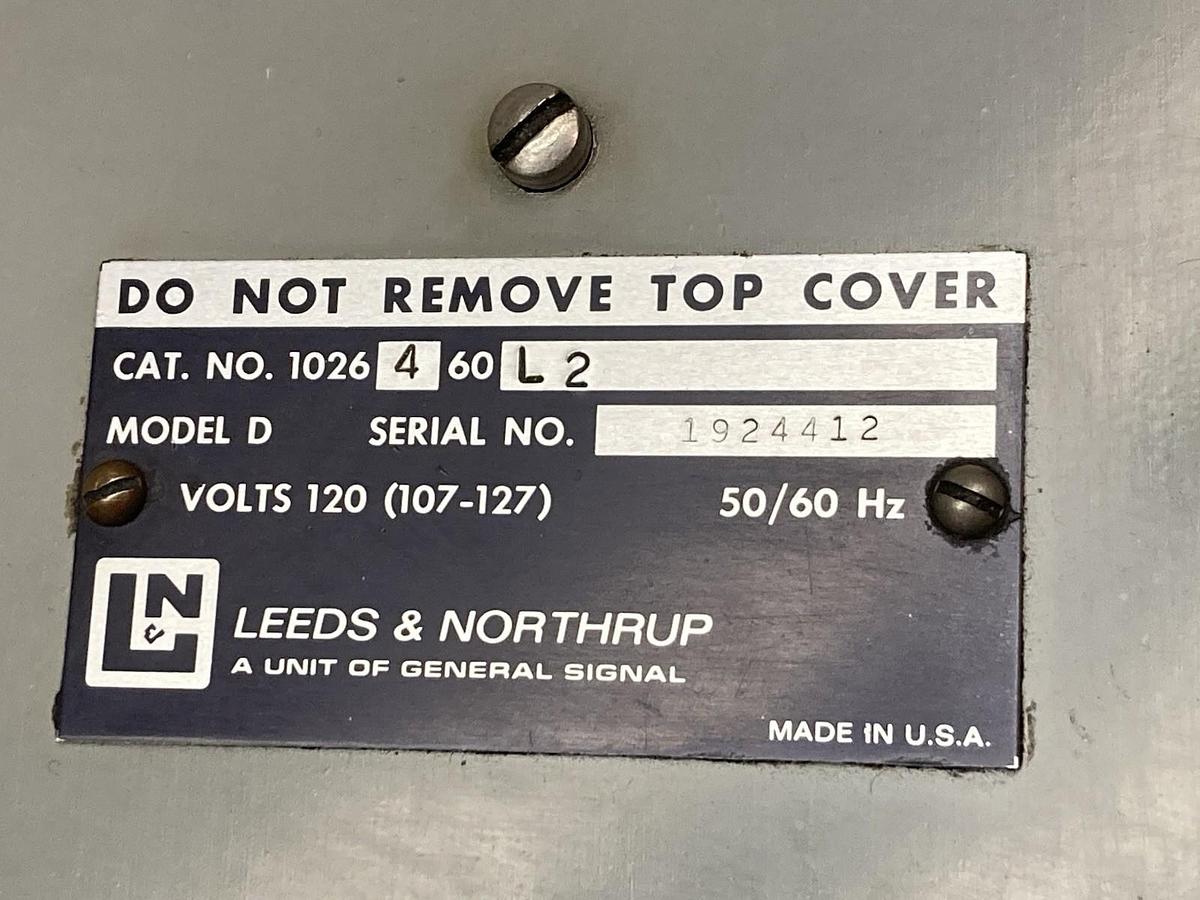 DO NOT REMOVE TOP COVER
CAT. NO. 1026 4 60 L 2
MODEL D SERIAL NO. 1924412
VOLTS 120 (107-127) 50/60 Hz
L&N
LEEDS & NORTHRUP
A UNIT OF GENERAL SIGNAL
MADE IN U.S.A.